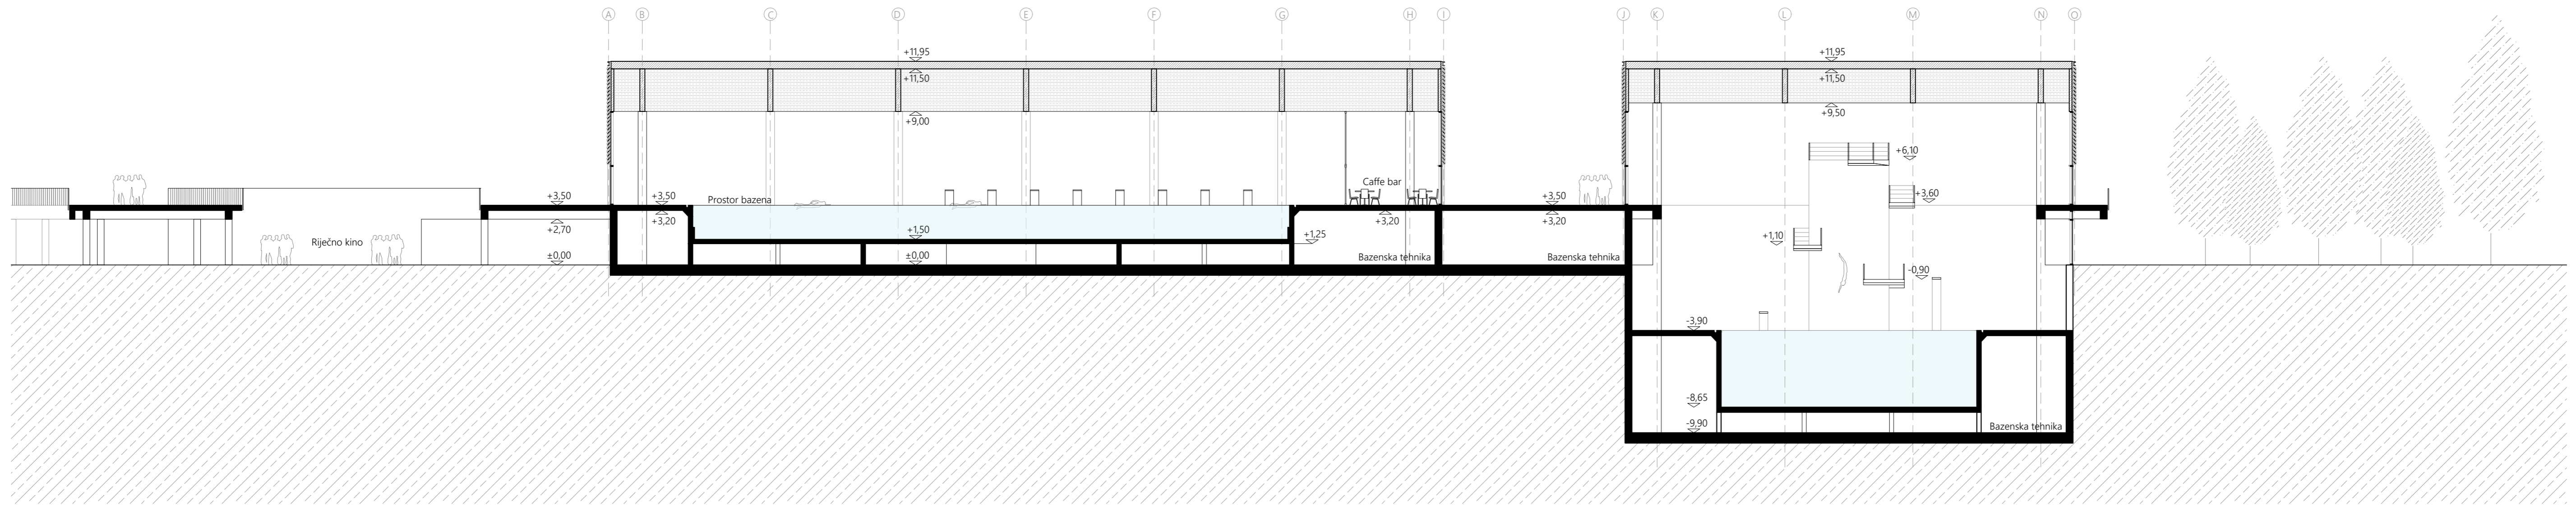 A B C D E F G H I J K L M N O
+11,95 +11,95
+11,50 +11,50
+9,50
+9,00
+6,10
Caffe bar
+3,50 +3,50 Prostor bazena +3,50 +3,60
+3,20 +3,20 +3,20
+2,70 +1,50 +1,25 +1,10
Riječno kino
±0,00 ±0,00 Bazenska tehnika Bazenska tehnika
-0,90
-3,90
-8,65
-9,90 Bazenska tehnika